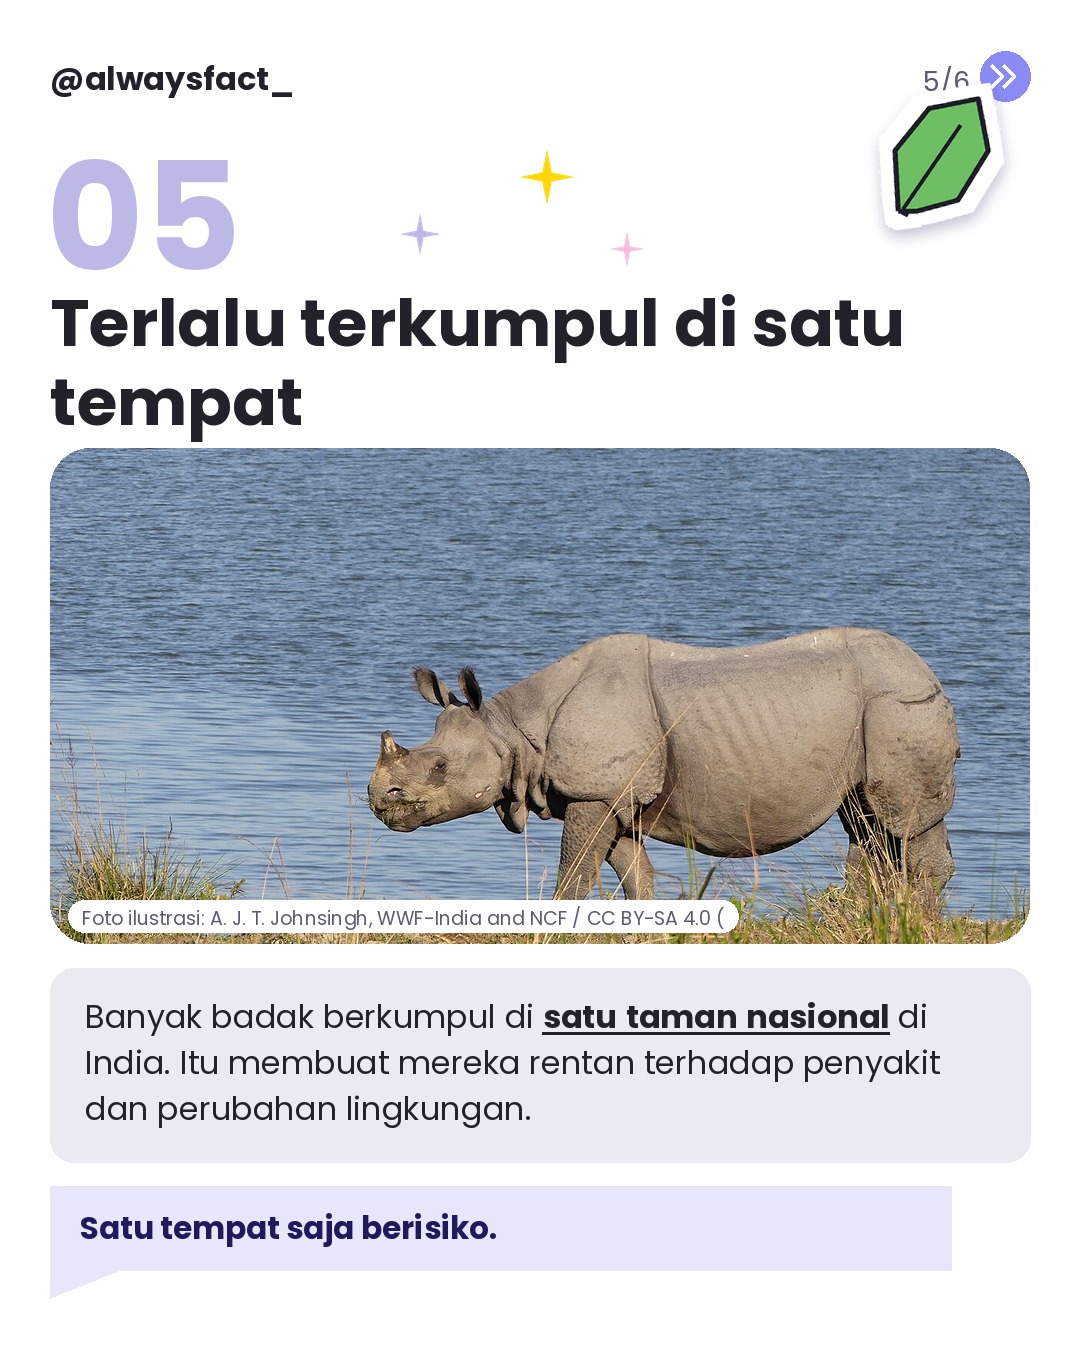 @alwaysfact_
5/6
05
Terlalu terkumpul di satu
tempat
Foto ilustrasi: A. J. T. Johnsingh, WWF-India and NCF / CC BY-SA 4.0 (
Banyak badak berkumpul di satu taman nasional di
India. Itu membuat mereka rentan terhadap penyakit
dan perubahan lingkungan.
Satu tempat saja berisiko.